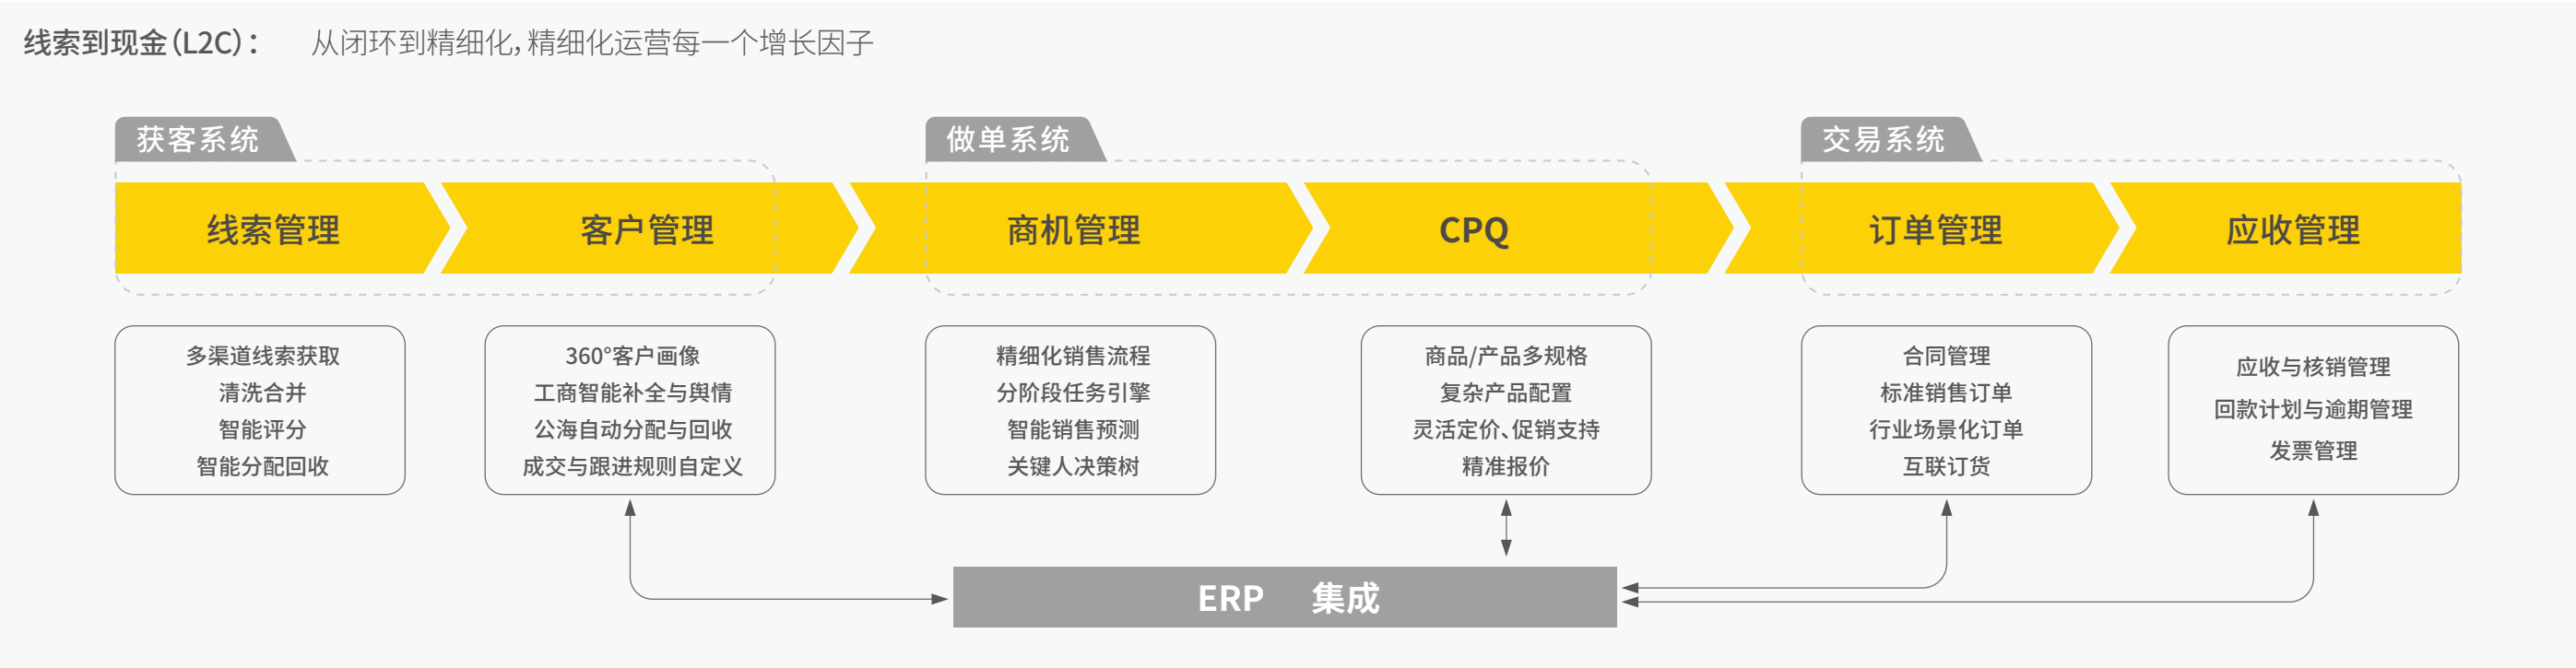 线索到现金（L2C）： 从闭环到精细化，精细化运营每一个增长因子
获客系统
做单系统
交易系统
线索管理
客户管理
商机管理
CPQ
订单管理
应收管理
多渠道线索获取
清洗合并
智能评分
智能分配回收
360°客户画像
工商智能补全与舆情
公海自动分配与回收
成交与跟进规则自定义
精细化销售流程
分阶段任务引擎
智能销售预测
关键人决策树
商品/产品多规格
复杂产品配置
灵活定价、促销支持
精准报价
合同管理
标准销售订单
行业场景化订单
互联订货
应收与核销管理
回款计划与逾期管理
发票管理
ERP 集成